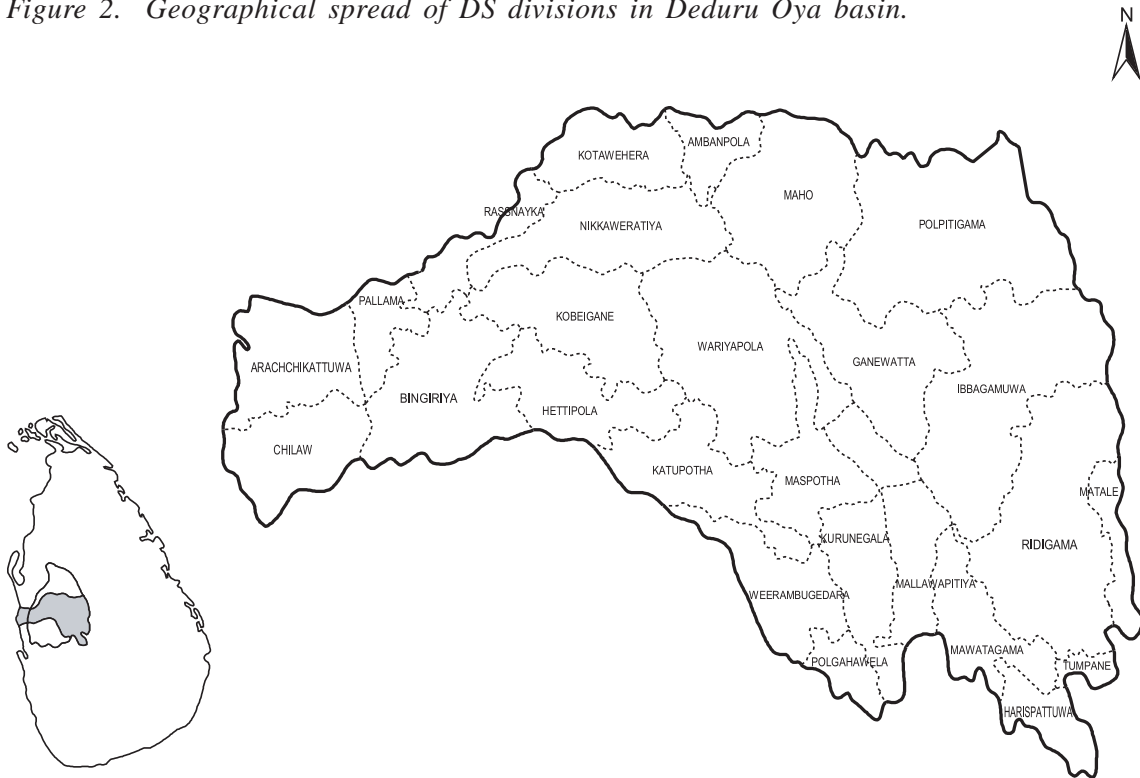 Figure 2. Geographical spread of DS divisions in Deduru Oya basin.
N
KOTAWEHERA
AMBANPOLA
MAHO
RASSNAYKA
NIKKAWERATIYA
POLPITIGAMA
PALLAMA
KOBEIGANE
WARIYAPOLA
GANEWATTA
ARACHCHIKATTUWA
IBBAGAMUWA
BINGIRIYA
HETTIPOLA
CHILAW
KATUPOTHA
MASPOTHA
MATALE
KURUNEGALA
RIDIGAMA
MALLAWAPITIYA
WEERAMBUGEDARA
MAWATAGAMA
POLGAHAWELA
TUMPANE
HARISPATTUWA